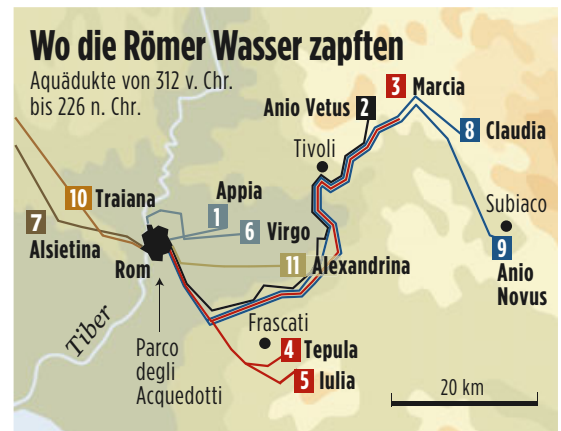 Wo die Römer Wasser zapften
Aquädukte von 312 v. Chr.
bis 226 n. Chr.
3 Marcia
Anio Vetus 2
8 Claudia
Tivoli
10 Traiana
Appia
1
Subiaco
7
Alsietina
6 Virgo
9
Anio
Novus
Rom
11 Alexandrina
Tiber
Frascati
Parco
degli
Acquedotti
4 Tepula
5 Iulia
20 km